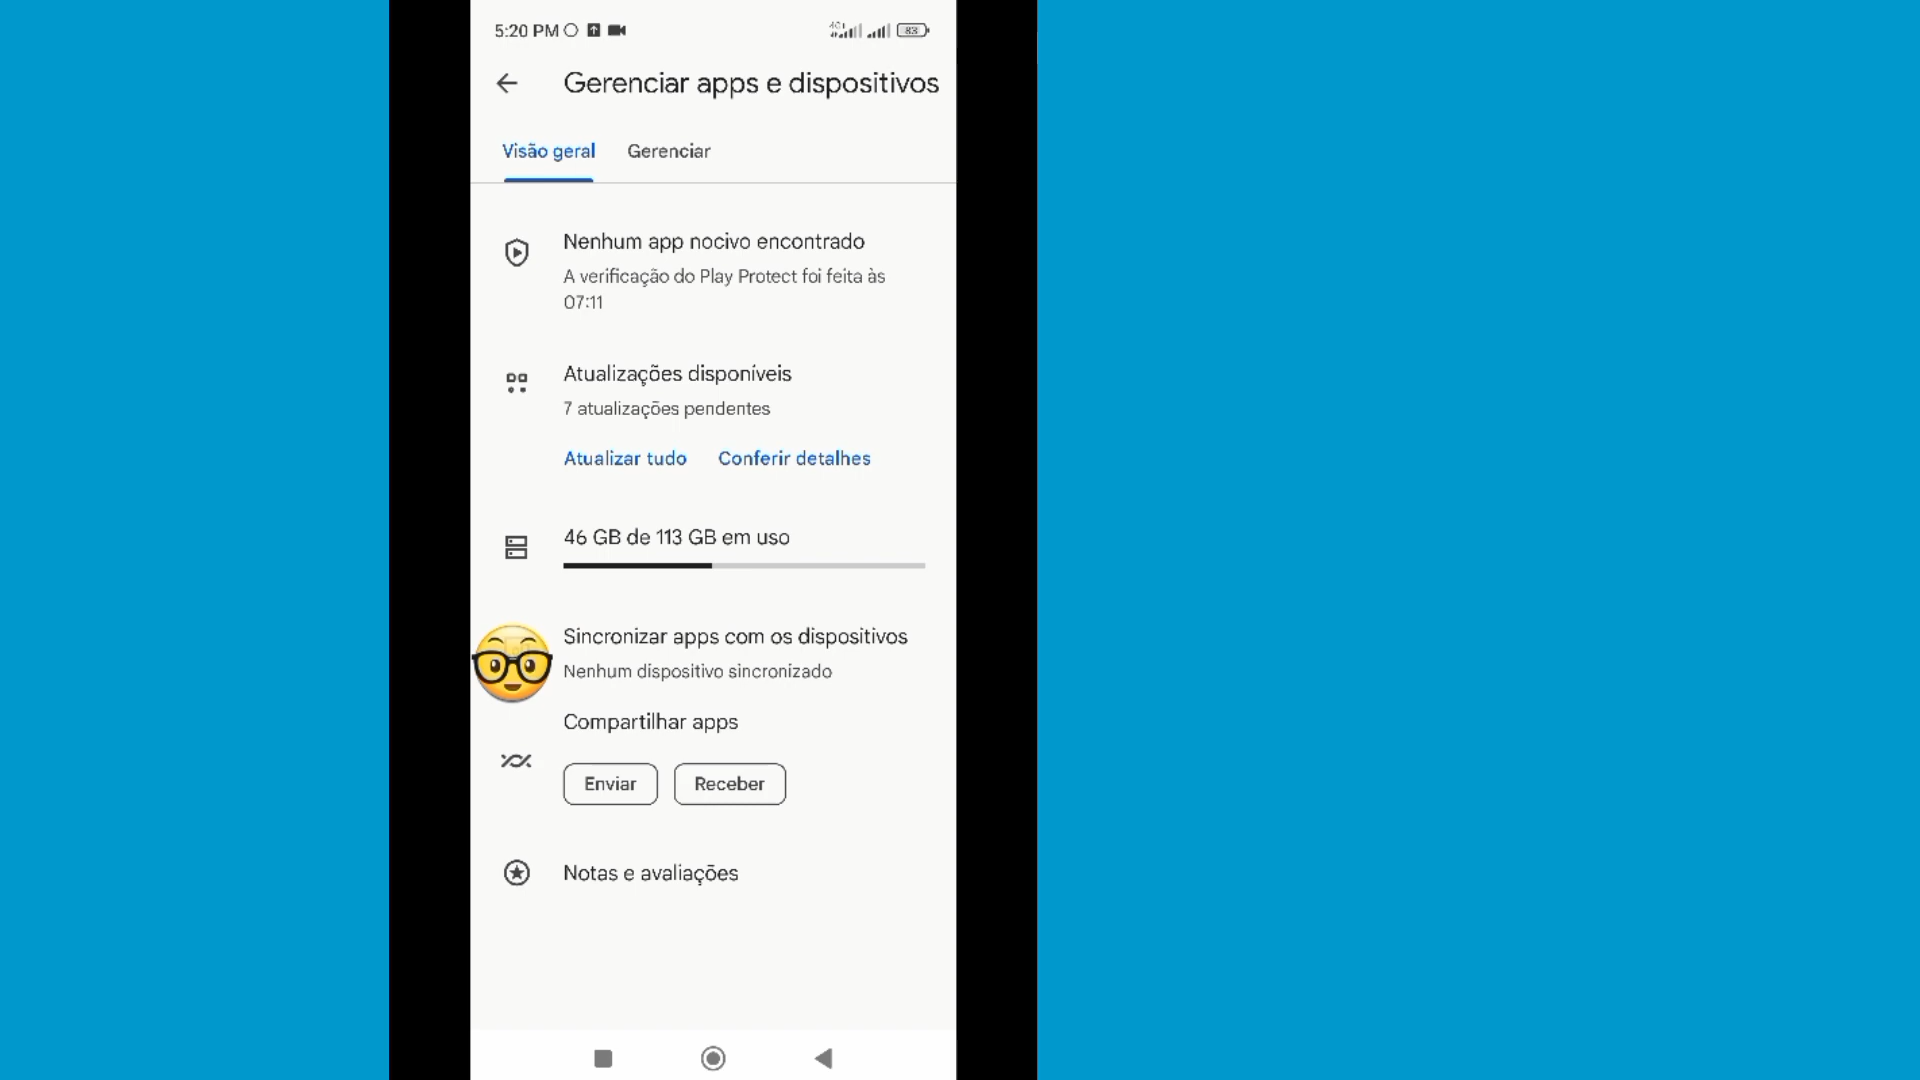 5:20 PM
4G 83
Gerenciar apps e dispositivos
Visão geral Gerenciar
Nenhum app nocivo encontrado
A verificação do Play Protect foi feita às
07:11
Atualizações disponíveis
7 atualizações pendentes
Atualizar tudo Conferir detalhes
46 GB de 113 GB em uso
Sincronizar apps com os dispositivos
Nenhum dispositivo sincronizado
Compartilhar apps
Enviar Receber
Notas e avaliações